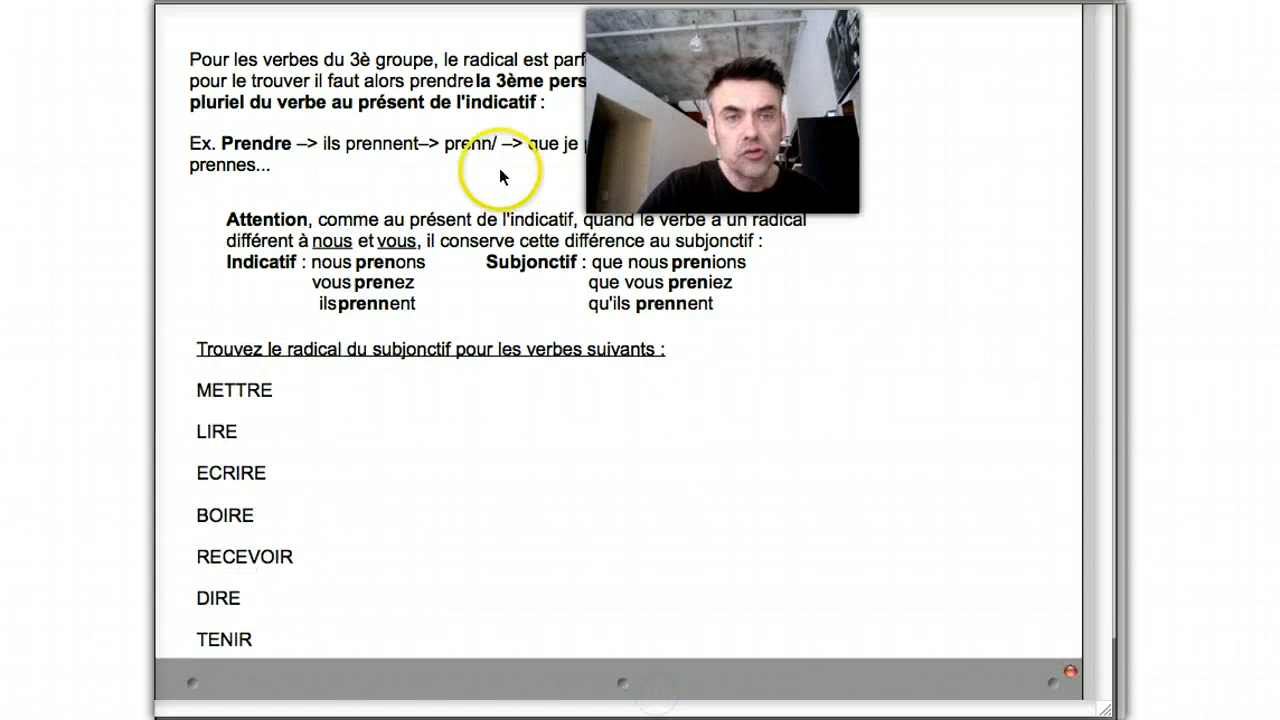 Pour les verbes du 3è groupe, le radical est
pour le trouver il faut alors prendre la 3ème
pluriel du verbe au présent de l'indicatif :
Ex. Prendre –> ils prennent–> prenn/ –> que je
prennes...
Attention, comme au présent de l'indicatif, quand le verbe a un radical
différent à nous et vous, il conserve cette différence au subjonctif :
Indicatif : nous prenons Subjonctif : que nous prenions
vous prenez que vous preniez
ils prennent qu'ils prennent
Trouvez le radical du subjonctif pour les verbes suivants :
METTRE
LIRE
ECRIRE
BOIRE
RECEVOIR
DIRE
TENIR